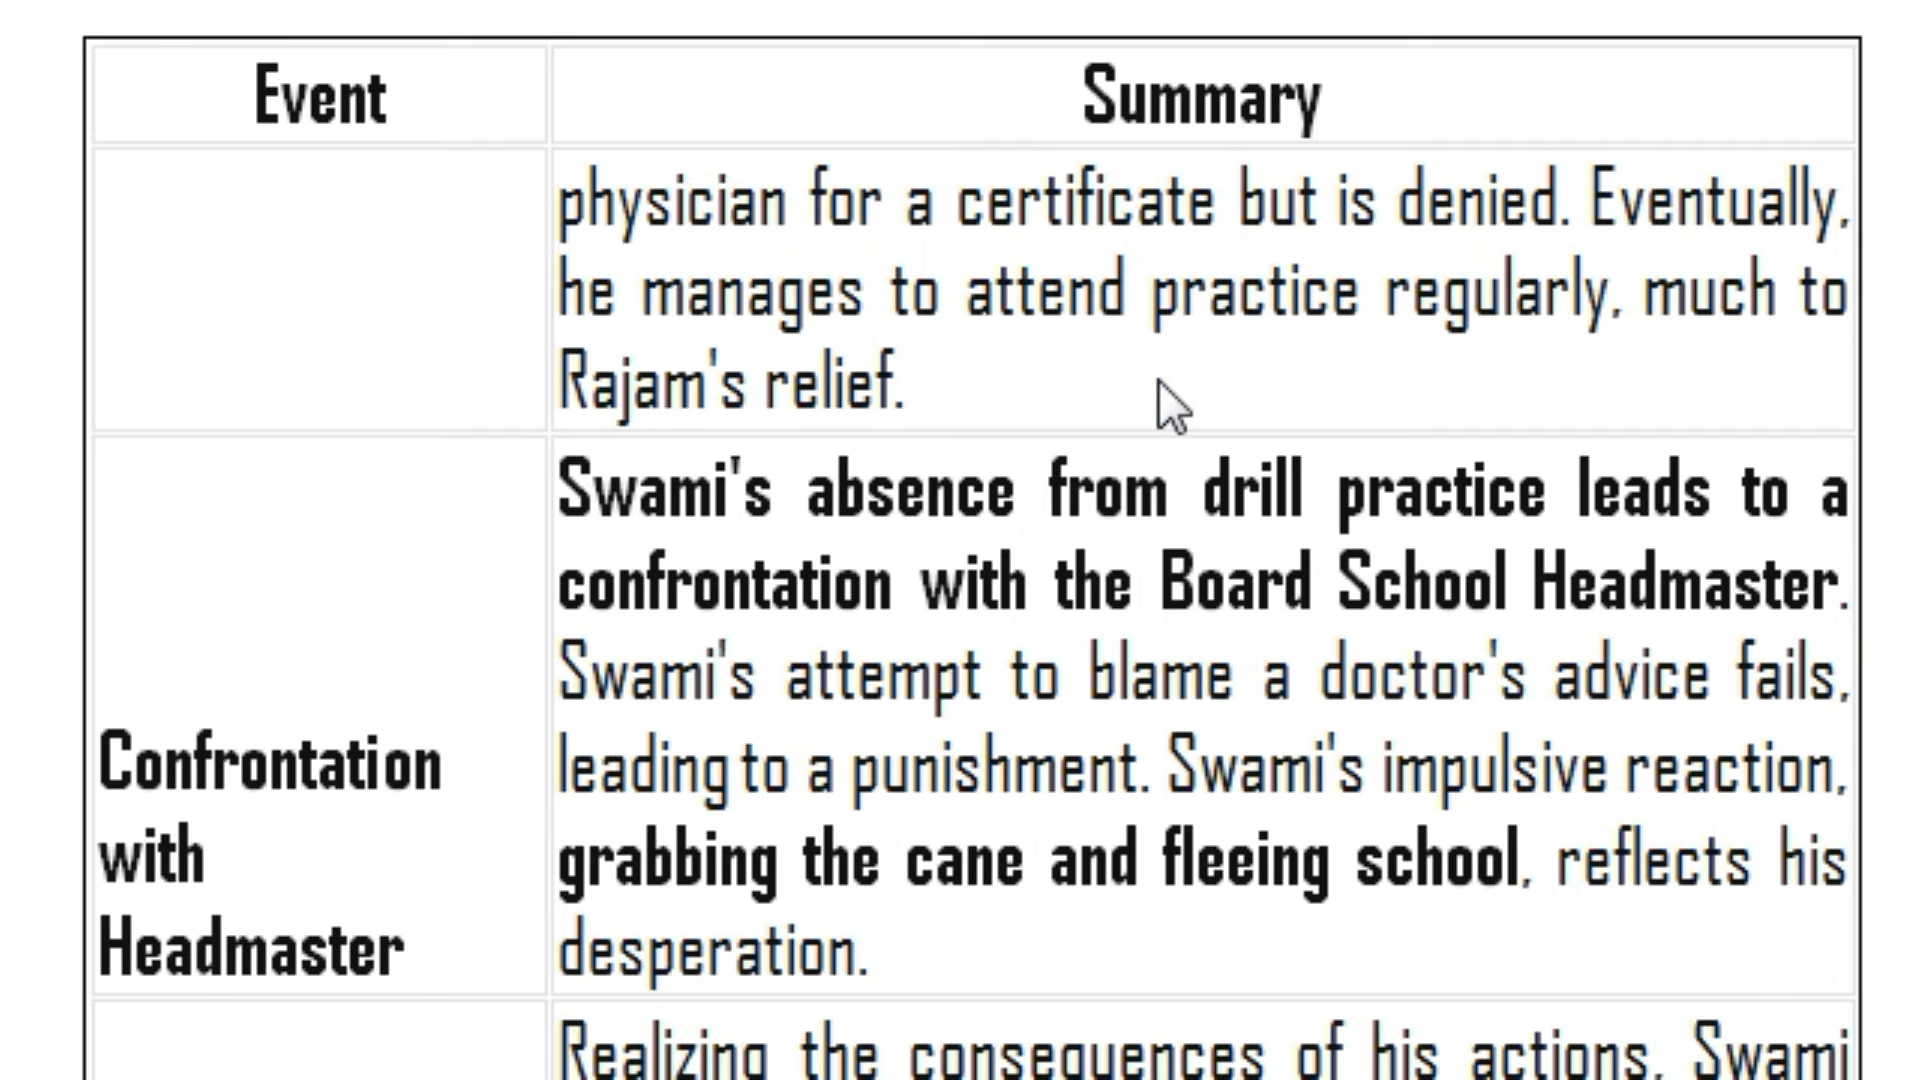 Event Summary
physician for a certificate but is denied. Eventually,
he manages to attend practice regularly, much to
Rajam's relief.
Confrontation
with
Headmaster
Swami's absence from drill practice leads to a
confrontation with the Board School Headmaster.
Swami's attempt to blame a doctor's advice fails,
leading to a punishment. Swami's impulsive reaction,
grabbing the cane and fleeing school, reflects his
desperation.
Realizing the consequences of his actions, Swami